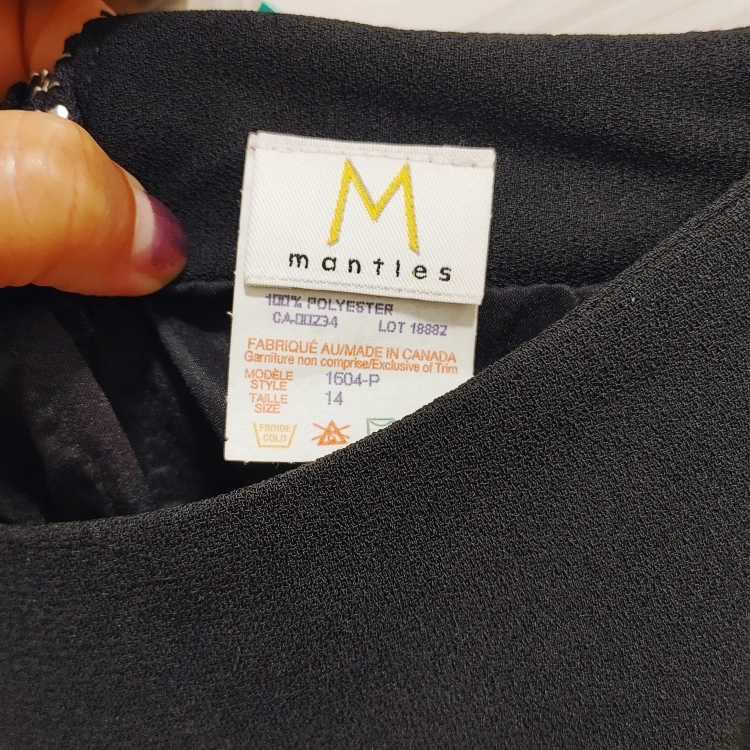 M
mantles
100% POLYESTER
CA-00234 LOT 18882
FABRIQUÉ AU/MADE IN CANADA
Garniture non comprise/Exclusive of Trim
MODÈLE
STYLE 1604-P
TAILLE
SIZE 14
FROIDE
COLD